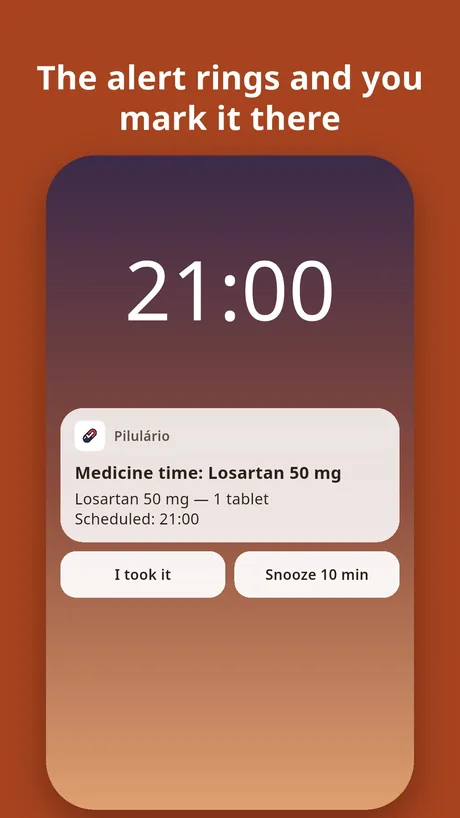 The alert rings and you
mark it there
21:00
Pilulário
Medicine time: Losartan 50 mg
Losartan 50 mg — 1 tablet
Scheduled: 21:00
I took it
Snooze 10 min